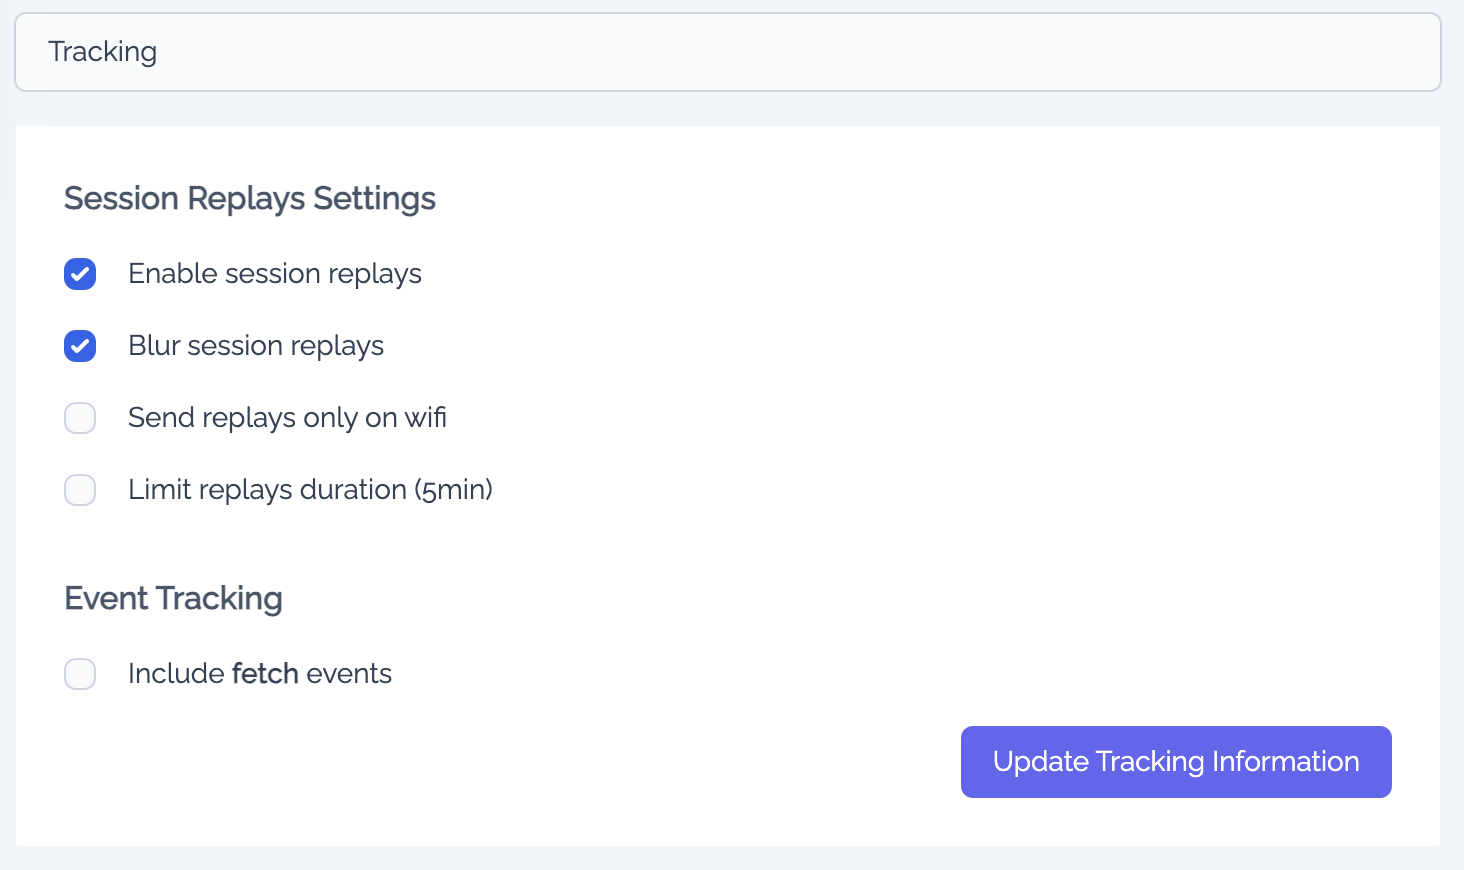 Tracking
Session Replays Settings
Enable session replays
Blur session replays
Send replays only on wifi
Limit replays duration (5min)
Event Tracking
Include fetch events
Update Tracking Information